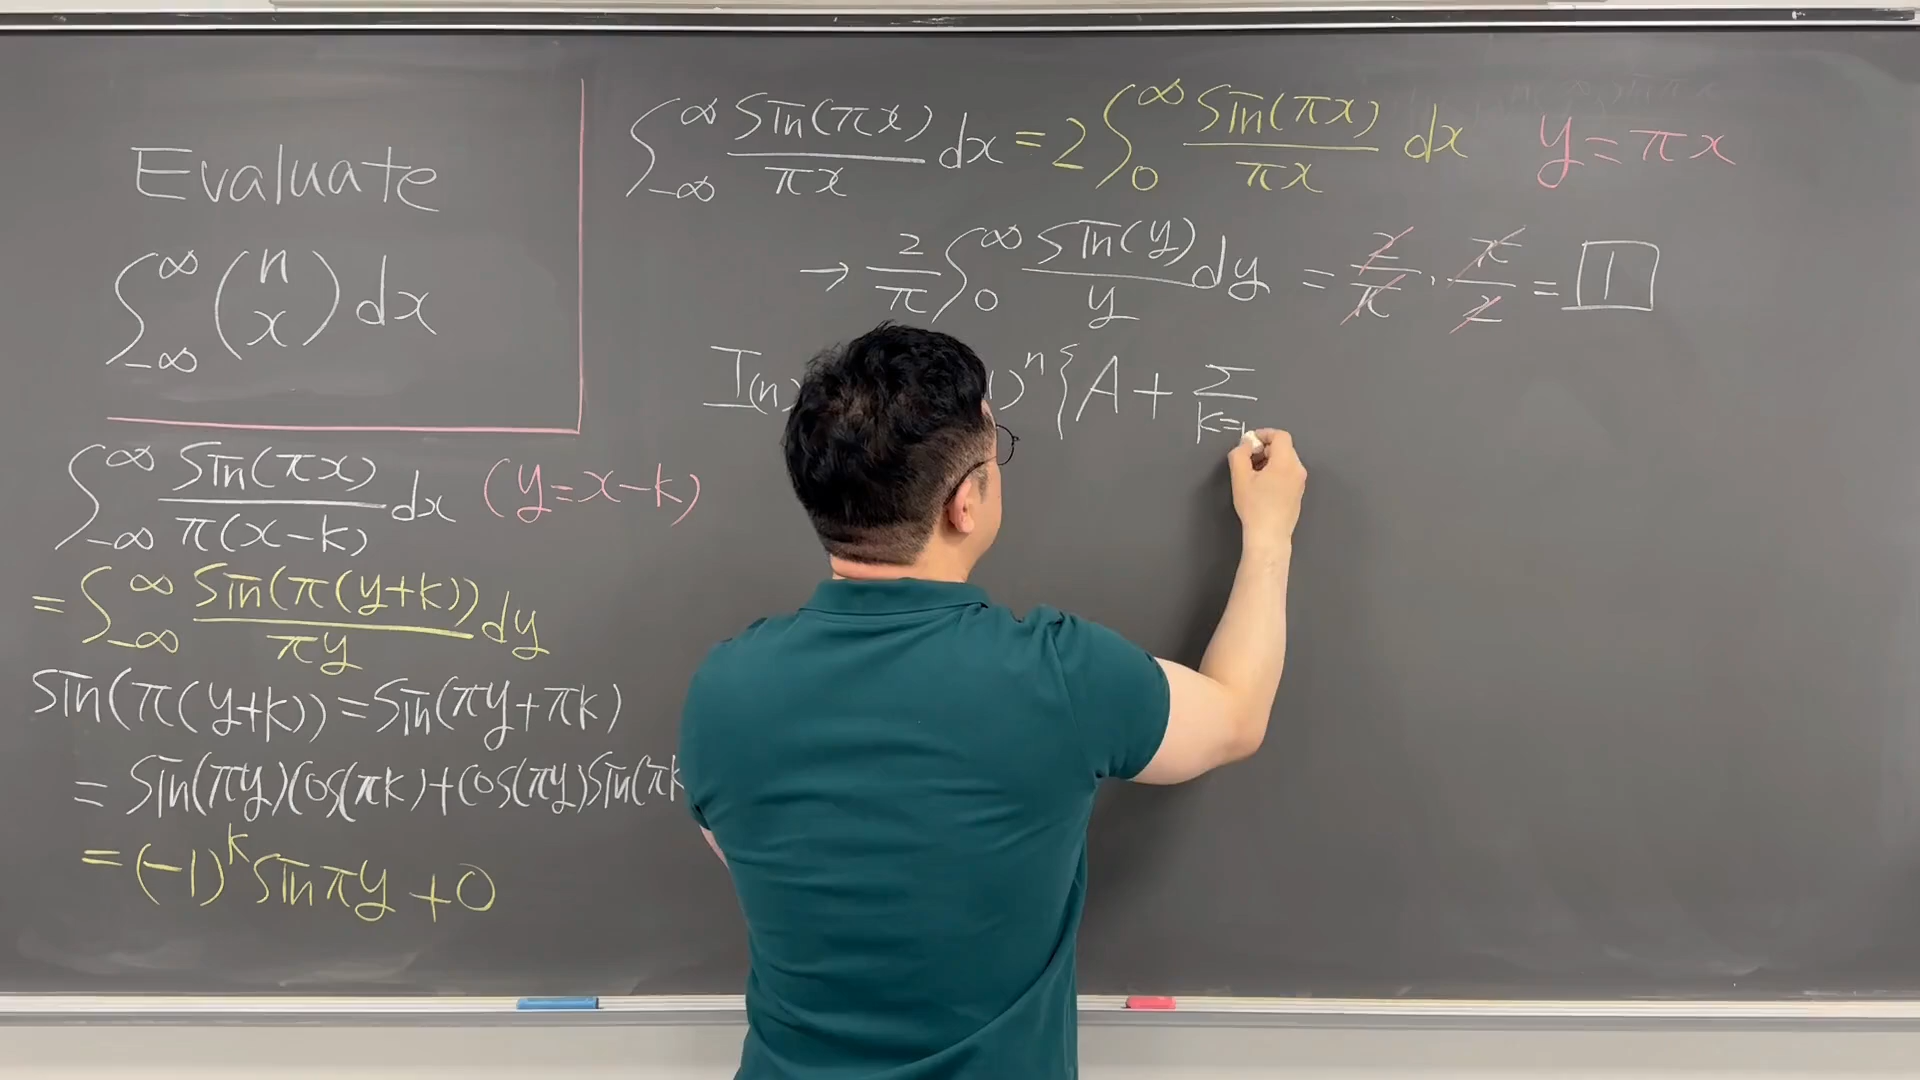 Evaluate
∫_{-∞}^{∞} (n x) dx
∫_{-∞}^{∞} sin(πx)/π(x-k) dx (y=x-k)
= ∫_{-∞}^{∞} sin(π(y+k))/πy dy
sin(π(y+k)) = sin(πy+πk)
= sin(πy)cos(πk)+cos(πy)sin(πk
= (-1)^k sin πy + 0
∫_{-∞}^{∞} sin(πx)/πx dx = 2∫_0^∞ sin(πx)/πx dx y=πx
→ 2/π ∫_0^∞ sin(y)/y dy = 2/π · π/2 = 1
I(n) )^n {A + Σ k=